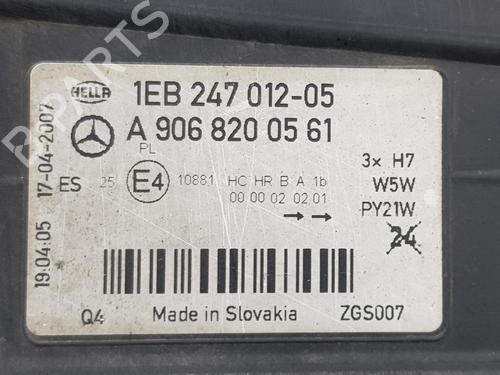 HELLA
1EB 247 012-05
A 906 820 05 61
PL
ES 25 E4 10881 HC HR B A 1b
00 00 02 02 01
3x H7
W5W
PY21W
24
19:04:05 17-04-2007
Q4 Made in Slovakia ZGS007
B-PARTS